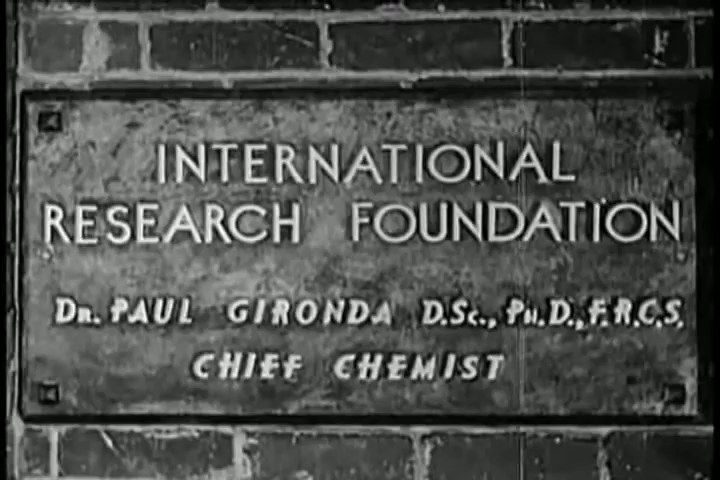 INTERNATIONAL
RESEARCH FOUNDATION
DR. PAUL GIRONDA D.Sc., PH.D., F.R.C.S.
CHIEF CHEMIST